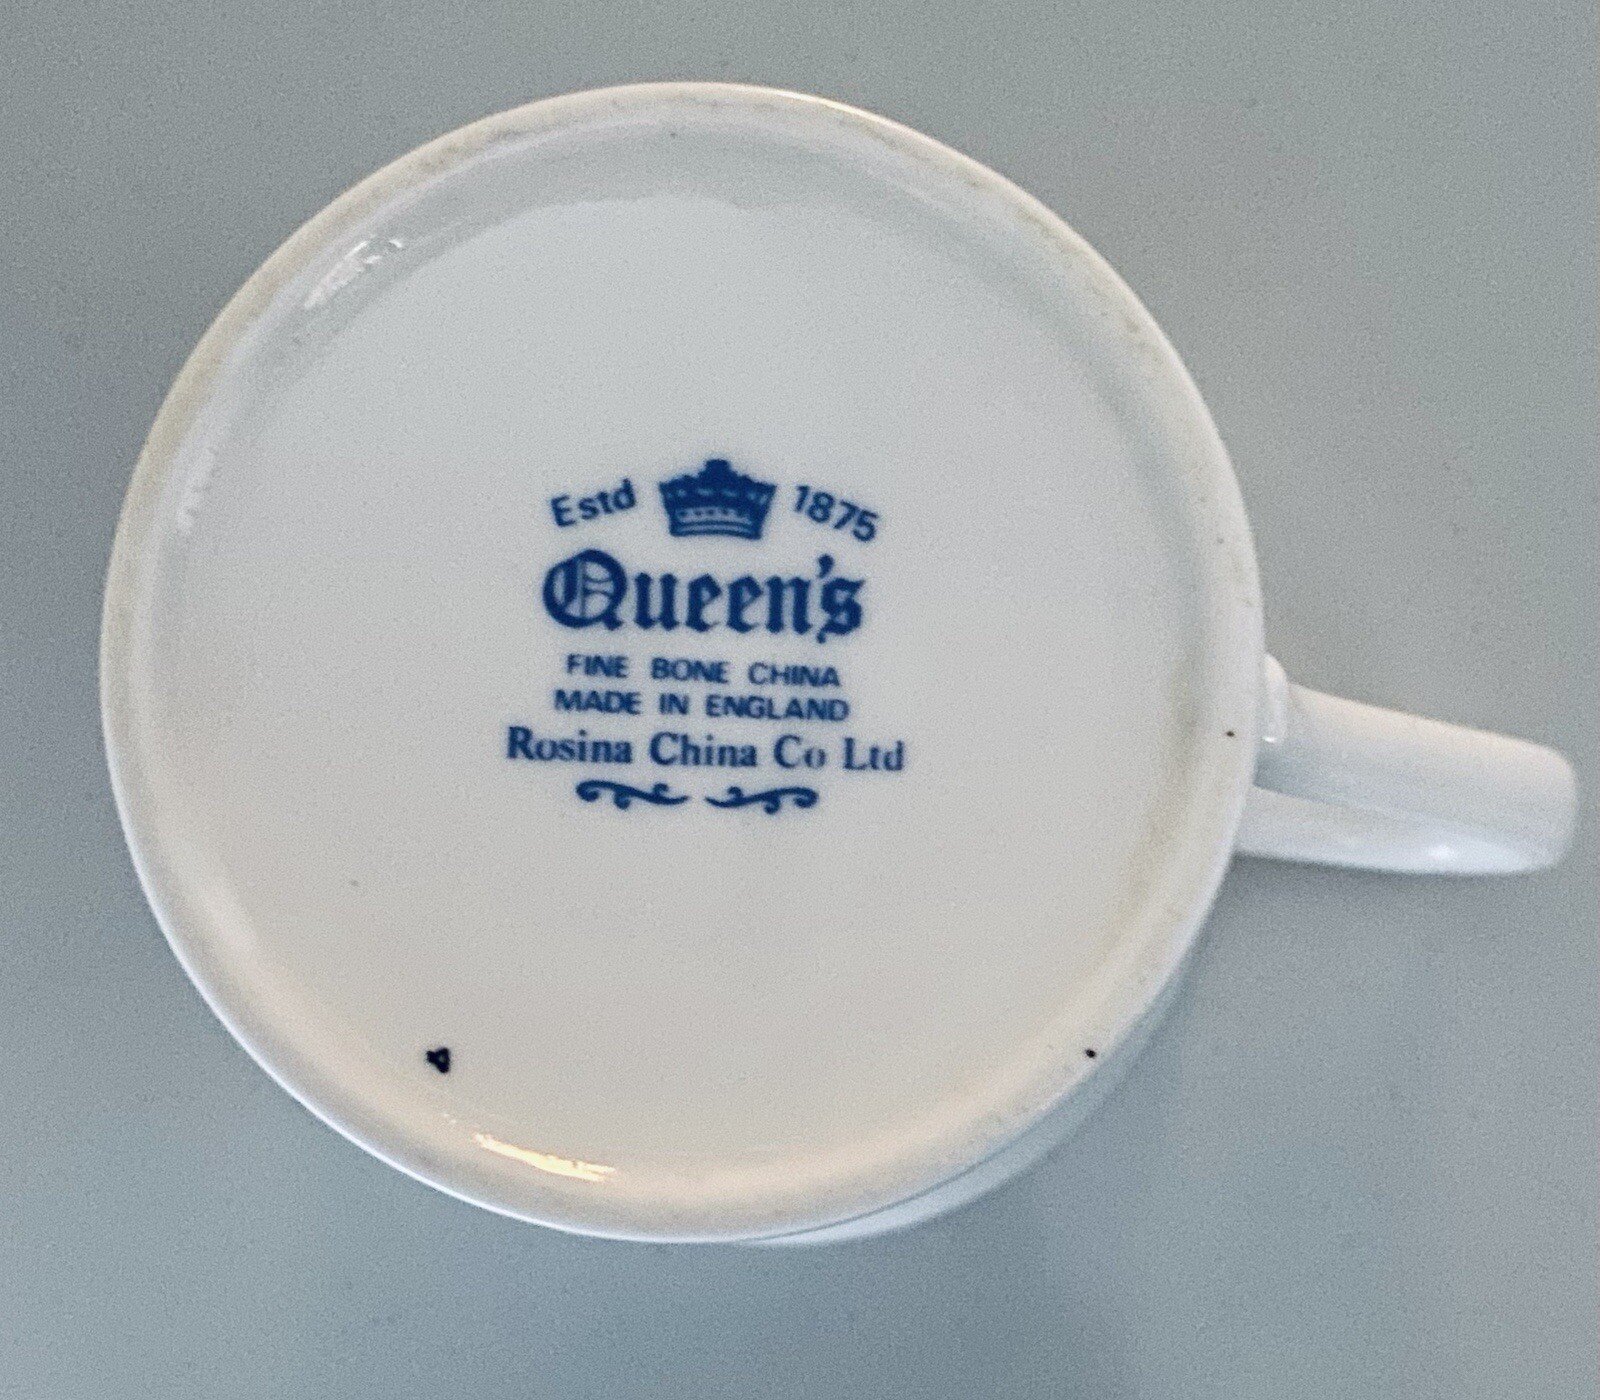 Estd 1875
Queen's
FINE BONE CHINA
MADE IN ENGLAND
Rosina China Co Ltd